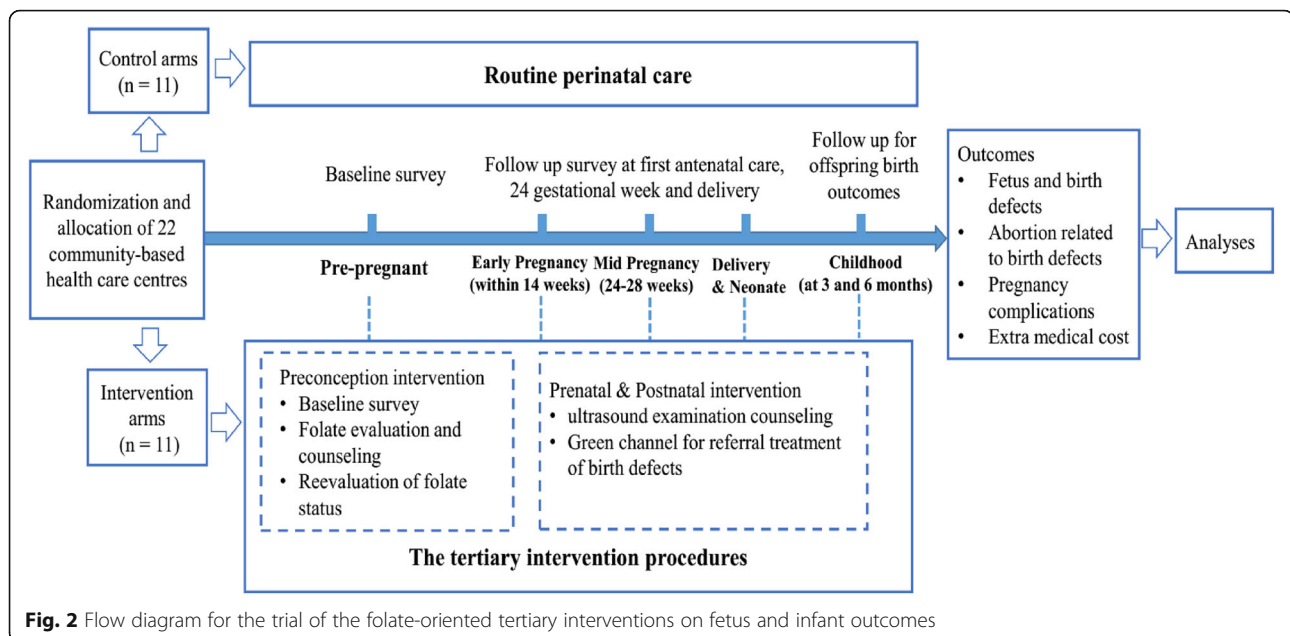 Control arms
(n = 11)
Routine perinatal care
Randomization and
allocation of 22
community-based
health care centres
Baseline survey
Follow up survey at first antenatal care,
24 gestational week and delivery
Follow up for
offspring birth
outcomes
Pre-pregnant
Early Pregnancy
(within 14 weeks)
Mid Pregnancy
(24-28 weeks)
Delivery
& Neonate
Childhood
(at 3 and 6 months)
Outcomes
• Fetus and birth
defects
• Abortion related
to birth defects
• Pregnancy
complications
• Extra medical cost
Analyses
Intervention
arms
(n = 11)
Preconception intervention
• Baseline survey
• Folate evaluation and
counseling
• Reevaluation of folate
status
Prenatal & Postnatal intervention
• ultrasound examination counseling
• Green channel for referral treatment
of birth defects
The tertiary intervention procedures
Fig. 2 Flow diagram for the trial of the folate-oriented tertiary interventions on fetus and infant outcomes